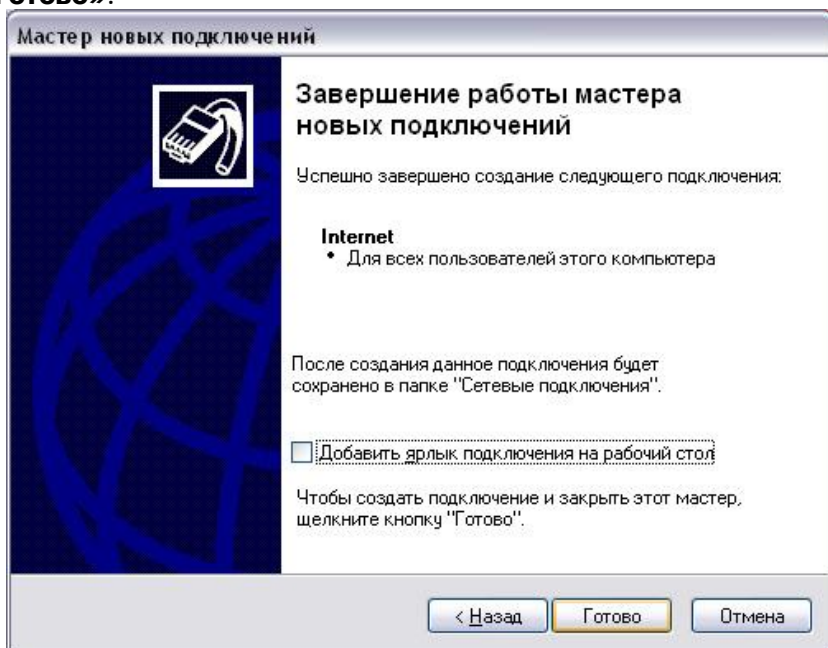 Готово».
Мастер новых подключений
Завершение работы мастера
новых подключений
Успешно завершено создание следующего подключения:
Internet
• Для всех пользователей этого компьютера
После создания данное подключения будет
сохранено в папке "Сетевые подключения".
Добавить ярлык подключения на рабочий стол
Чтобы создать подключение и закрыть этот мастер,
щелкните кнопку "Готово".
< Назад Готово Отмена